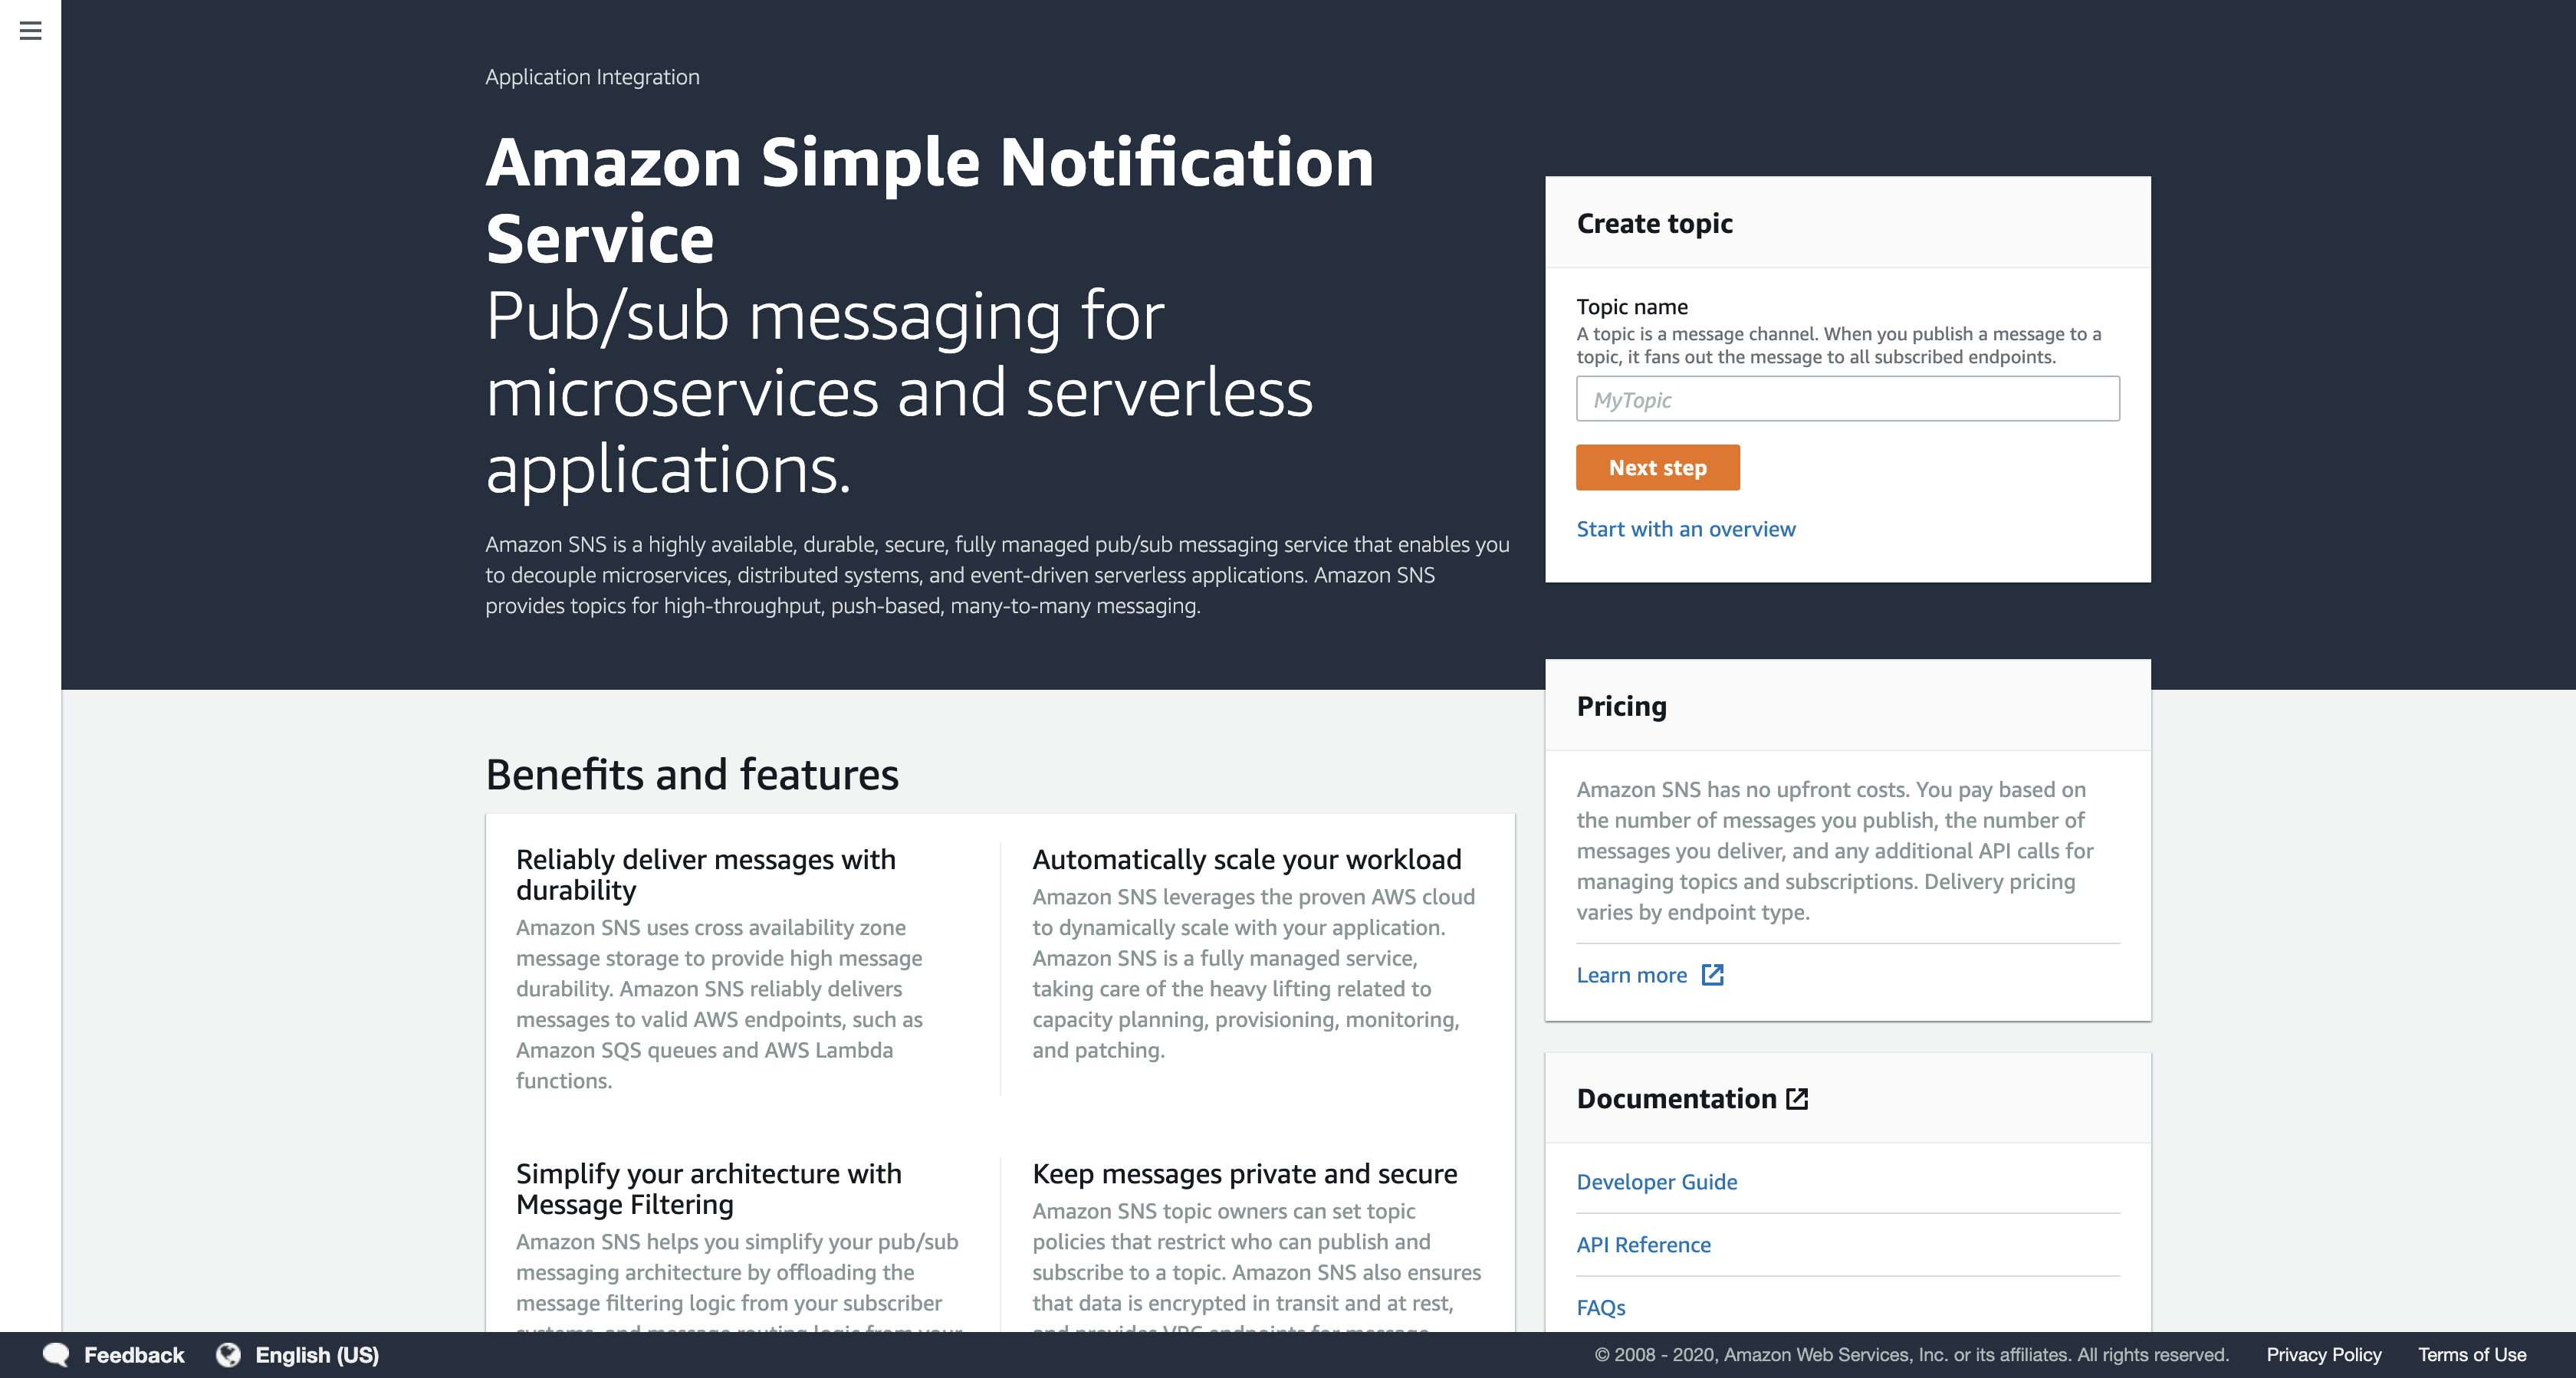 Application Integration
Amazon Simple Notification
Service
Pub/sub messaging for
microservices and serverless
applications.
Amazon SNS is a highly available, durable, secure, fully managed pub/sub messaging service that enables you
to decouple microservices, distributed systems, and event-driven serverless applications. Amazon SNS
provides topics for high-throughput, push-based, many-to-many messaging.
Create topic
Topic name
A topic is a message channel. When you publish a message to a
topic, it fans out the message to all subscribed endpoints.
MyTopic
Next step
Start with an overview
Benefits and features
Reliably deliver messages with
durability
Amazon SNS uses cross availability zone
message storage to provide high message
durability. Amazon SNS reliably delivers
messages to valid AWS endpoints, such as
Amazon SQS queues and AWS Lambda
functions.
Automatically scale your workload
Amazon SNS leverages the proven AWS cloud
to dynamically scale with your application.
Amazon SNS is a fully managed service,
taking care of the heavy lifting related to
capacity planning, provisioning, monitoring,
and patching.
Simplify your architecture with
Message Filtering
Amazon SNS helps you simplify your pub/sub
messaging architecture by offloading the
message filtering logic from your subscriber
systems, and message routing logic from your
Keep messages private and secure
Amazon SNS topic owners can set topic
policies that restrict who can publish and
subscribe to a topic. Amazon SNS also ensures
that data is encrypted in transit and at rest,
and provides VPC endpoints for message
Pricing
Amazon SNS has no upfront costs. You pay based on
the number of messages you publish, the number of
messages you deliver, and any additional API calls for
managing topics and subscriptions. Delivery pricing
varies by endpoint type.
Learn more
Documentation
Developer Guide
API Reference
FAQs
Feedback
English (US)
© 2008 - 2020, Amazon Web Services, Inc. or its affiliates. All rights reserved.
Privacy Policy
Terms of Use